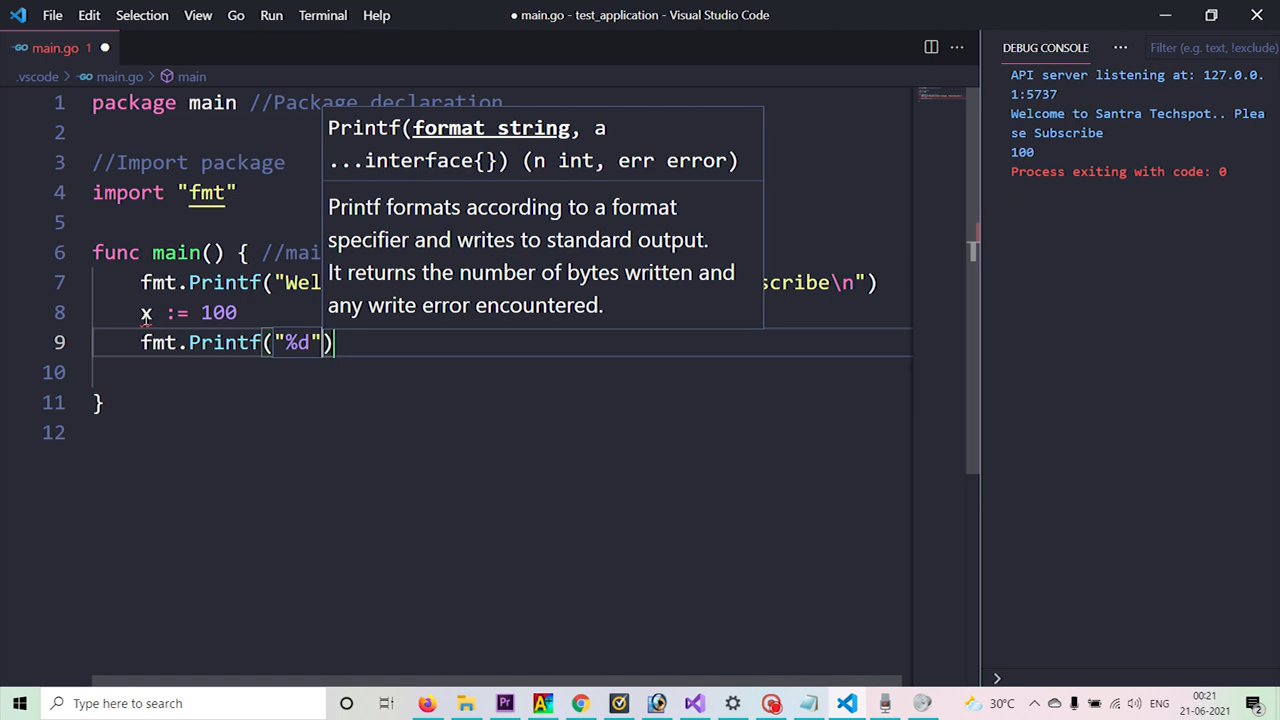 File Edit Selection View Go Run Terminal Help
● main.go - test_application - Visual Studio Code
main.go 1 ●
.vscode > main.go > main
1 package main //Package declaration
2
3 //Import package
4 import "fmt"
5
6 func main() { //mai
7 fmt.Printf("Wel scribe\n")
8 x := 100
9 fmt.Printf("%d")
10
11 }
12
Printf(format string, a
...interface{}) (n int, err error)
Printf formats according to a format
specifier and writes to standard output.
It returns the number of bytes written and
any write error encountered.
DEBUG CONSOLE ... Filter (e.g. text, !exclude)
API server listening at: 127.0.0.
1:5737
Welcome to Santra Techspot.. Plea
se Subscribe
100
Process exiting with code: 0
Type here to search
30°C
ENG
00:21
21-06-2021
2